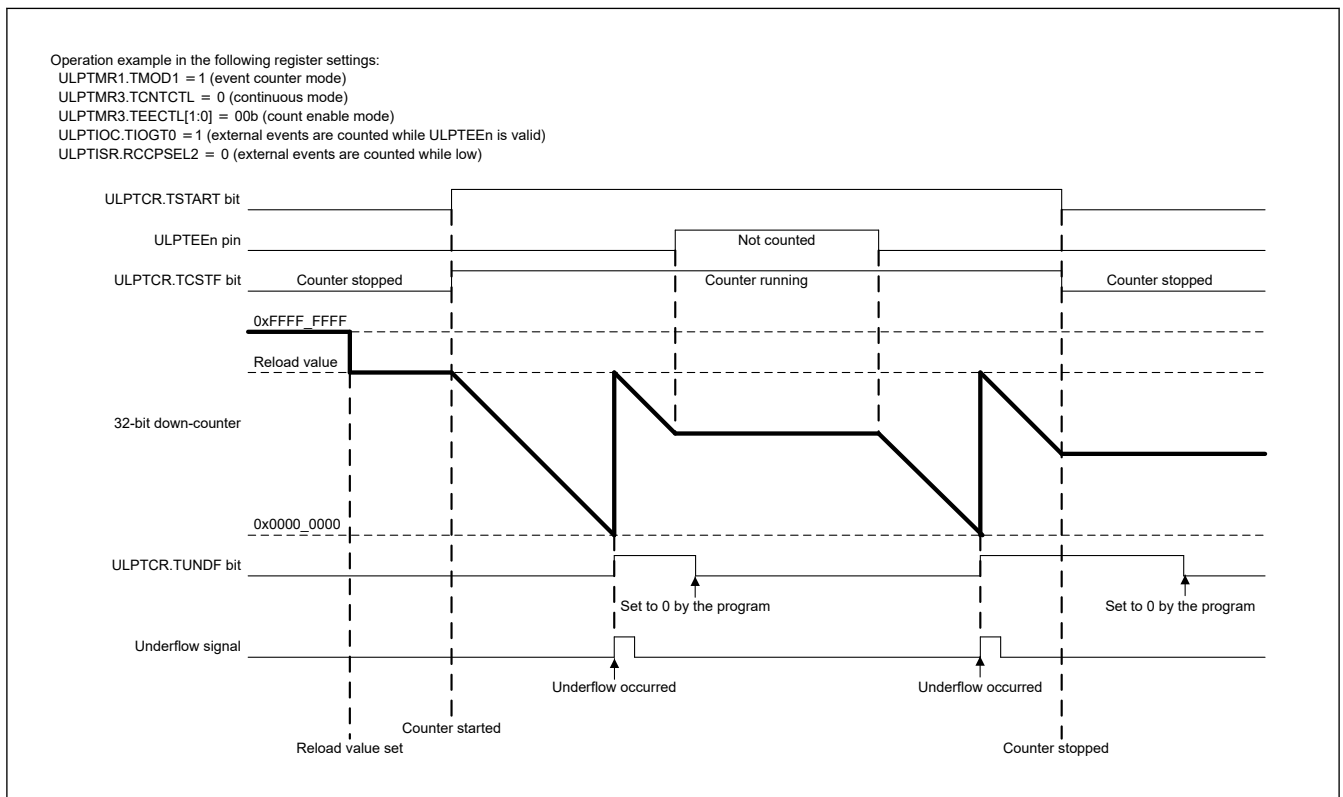 Operation example in the following register settings:
ULPTMR1.TMOD1 = 1 (event counter mode)
ULPTMR3.TCNTCTL = 0 (continuous mode)
ULPTMR3.TEECTL[1:0] = 00b (count enable mode)
ULPTIOC.TIOGT0 = 1 (external events are counted while ULPTEEn is valid)
ULPTISR.RCCPSEL2 = 0 (external events are counted while low)
ULPTCR.TSTART bit
ULPTEEn pin
Not counted
ULPTCR.TCSTF bit
Counter stopped
Counter running
Counter stopped
0xFFFF_FFFF
Reload value
32-bit down-counter
0x0000_0000
ULPTCR.TUNDF bit
Set to 0 by the program
Set to 0 by the program
Underflow signal
Underflow occurred
Underflow occurred
Counter started
Reload value set
Counter stopped